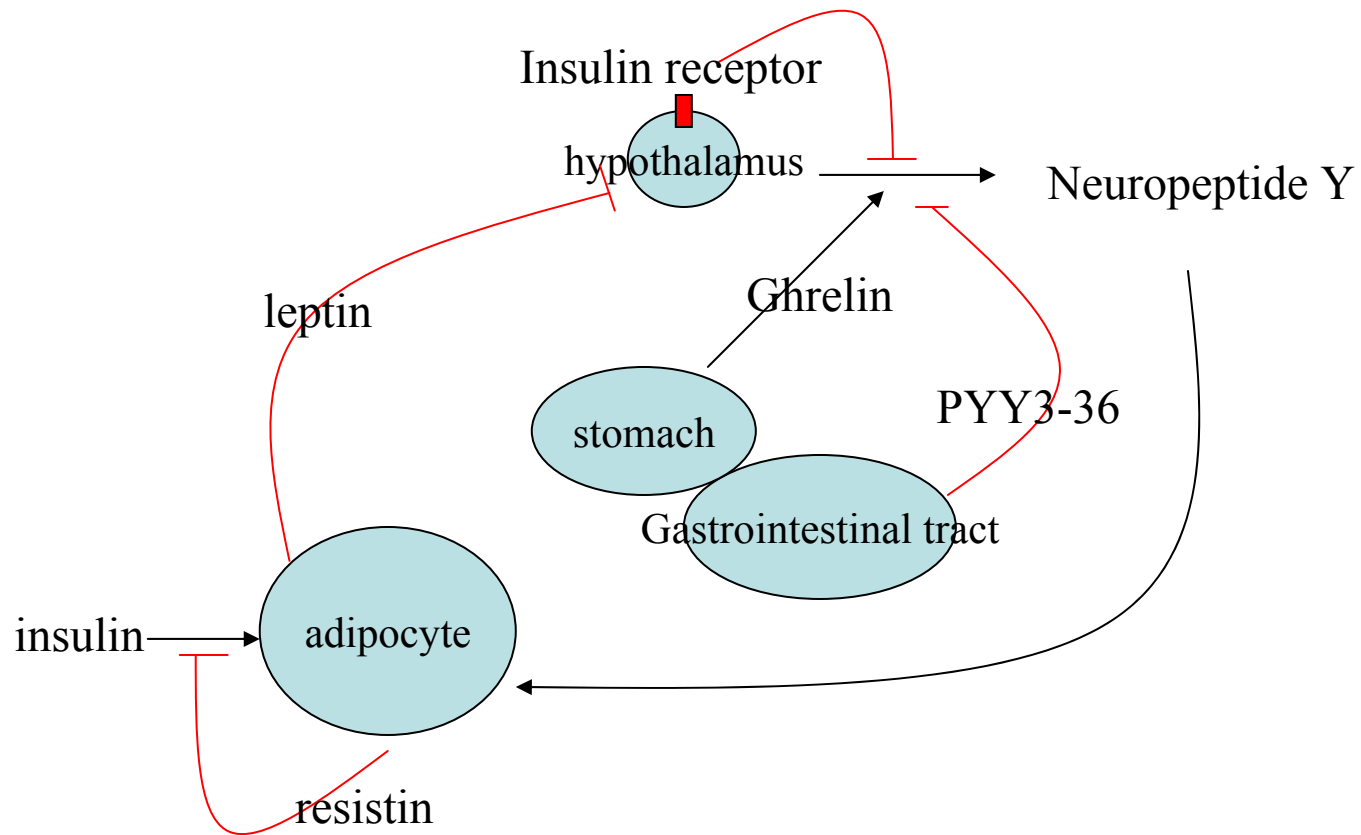 Insulin receptor
hypothalamus
Neuropeptide Y
Ghrelin
leptin
PYY3-36
stomach
Gastrointestinal tract
insulin
adipocyte
resistin